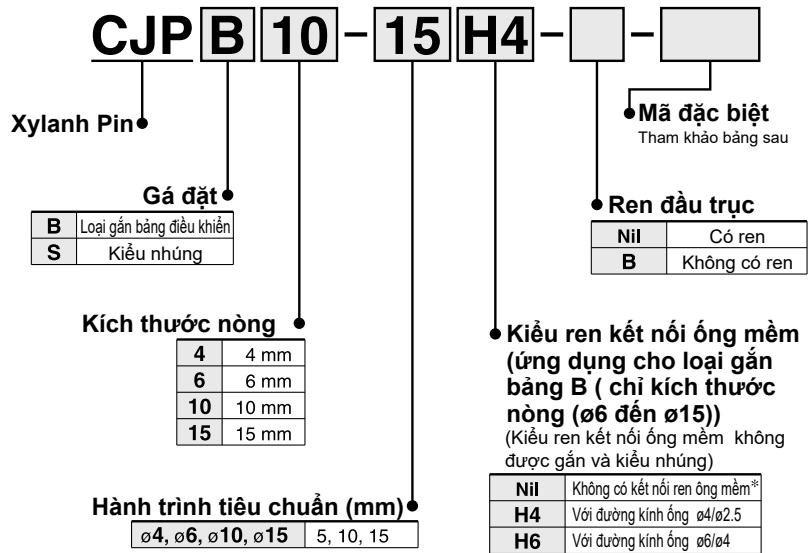 CJP B 10 - 15 H4 - -
Xylanh Pin
Mã đặc biệt
Tham khảo bảng sau
Gá đặt
B Loại gắn bảng điều khiển
S Kiểu nhúng
Ren đầu trục
Nil Có ren
B Không có ren
Kích thước nòng
4 4 mm
6 6 mm
10 10 mm
15 15 mm
Kiểu ren kết nối ống mềm
(ứng dụng cho loại gắn
bảng B ( chỉ kích thước
nòng (ø6 đến ø15))
(Kiểu ren kết nối ống mềm không
được gắn và kiểu nhúng)
Nil Không có kết nối ren ông mềm*
H4 Với đường kính ống ø4/ø2.5
H6 Với đường kính ống ø6/ø4
Hành trình tiêu chuẩn (mm)
ø4, ø6, ø10, ø15 5, 10, 15